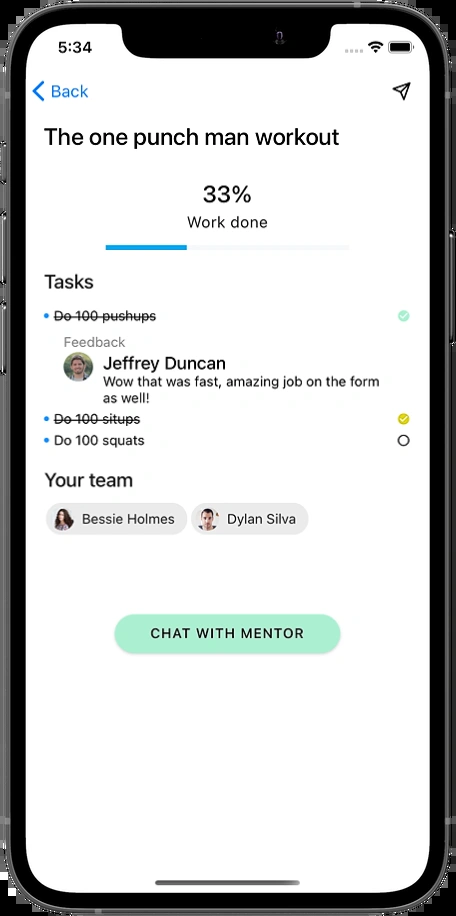 5:34
Back
The one punch man workout
33%
Work done
Tasks
Do 100 pushups
Feedback
Jeffrey Duncan
Wow that was fast, amazing job on the form
as well!
Do 100 situps
Do 100 squats
Your team
Bessie Holmes
Dylan Silva
CHAT WITH MENTOR